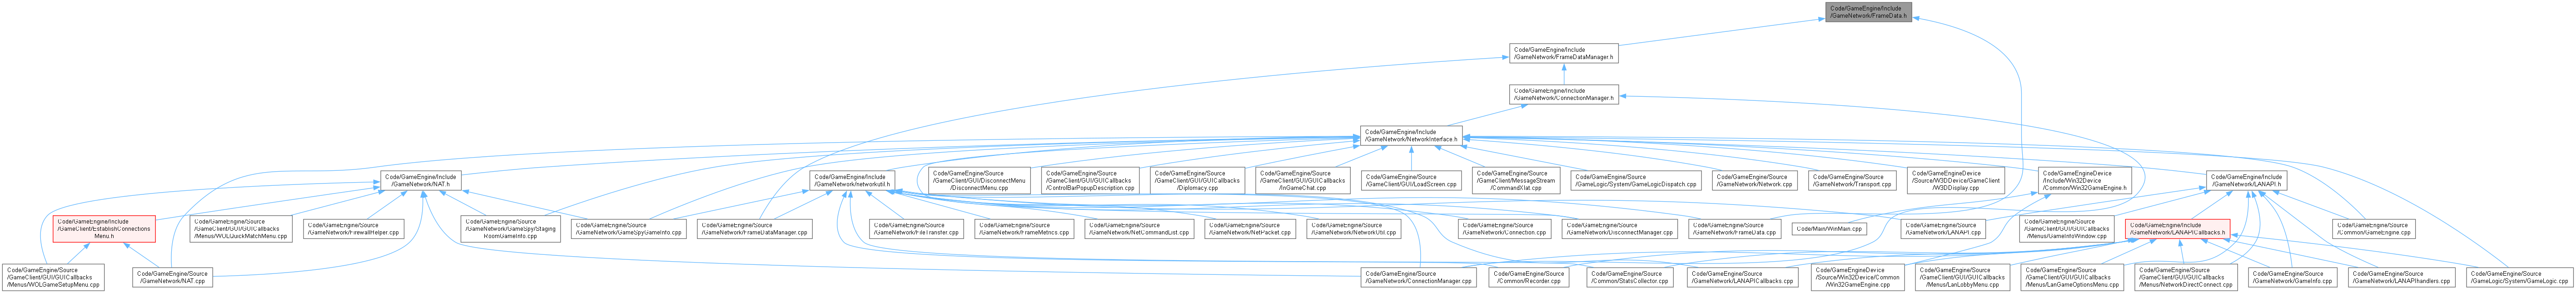 Code/GameEngine/Include
/GameNetwork/FrameData.h
Code/GameEngine/Include
/GameNetwork/FrameDataManager.h
Code/GameEngine/Include
/GameNetwork/ConnectionManager.h
Code/GameEngine/Include
/GameNetwork/NetworkInterface.h
Code/GameEngine/Include
/GameNetwork/NAT.h
Code/GameEngine/Include
/GameNetwork/networkutil.h
Code/GameEngine/Source
/GameClient/GUI/DisconnectMenu
/DisconnectMenu.cpp
Code/GameEngine/Source
/GameClient/GUI/GUICallbacks
/ControlBarPopupDescription.cpp
Code/GameEngine/Source
/GameClient/GUI/GUICallbacks
/Diplomacy.cpp
Code/GameEngine/Source
/GameClient/GUI/GUICallbacks
/InGameChat.cpp
Code/GameEngine/Source
/GameClient/GUI/LoadScreen.cpp
Code/GameEngine/Source
/GameClient/MessageStream
/CommandXlat.cpp
Code/GameEngine/Source
/GameLogic/System/GameLogicDispatch.cpp
Code/GameEngine/Source
/GameNetwork/Network.cpp
Code/GameEngine/Source
/GameNetwork/Transport.cpp
Code/GameEngineDevice
/Source/W3DDevice/GameClient
/W3DDisplay.cpp
Code/GameEngineDevice
/Include/Win32Device
/Common/Win32GameEngine.h
Code/GameEngine/Include
/GameNetwork/LANAPI.h
Code/GameEngine/Include
/GameClient/EstablishConnections
Menu.h
Code/GameEngine/Source
/GameClient/GUI/GUICallbacks
/Menus/WOLQuickMatchMenu.cpp
Code/GameEngine/Source
/GameNetwork/FirewallHelper.cpp
Code/GameEngine/Source
/GameNetwork/GameSpy/Staging
RoomGameInfo.cpp
Code/GameEngine/Source
/GameNetwork/GameSpyGameInfo.cpp
Code/GameEngine/Source
/GameNetwork/FrameDataManager.cpp
Code/GameEngine/Source
/GameNetwork/FileTransfer.cpp
Code/GameEngine/Source
/GameNetwork/FrameMetrics.cpp
Code/GameEngine/Source
/GameNetwork/NetCommandList.cpp
Code/GameEngine/Source
/GameNetwork/NetPacket.cpp
Code/GameEngine/Source
/GameNetwork/NetworkUtil.cpp
Code/GameEngine/Source
/GameNetwork/Connection.cpp
Code/GameEngine/Source
/GameNetwork/DisconnectManager.cpp
Code/GameEngine/Source
/GameNetwork/FrameData.cpp
Code/Main/WinMain.cpp
Code/GameEngine/Source
/GameNetwork/LANAPI.cpp
Code/GameEngine/Source
/GameClient/GUI/GUICallbacks
/Menus/GameInfoWindow.cpp
Code/GameEngine/Include
/GameNetwork/LANAPICallbacks.h
Code/GameEngine/Source
/Common/GameEngine.cpp
Code/GameEngine/Source
/GameClient/GUI/GUICallbacks
/Menus/WOLGameSetupMenu.cpp
Code/GameEngine/Source
/GameNetwork/NAT.cpp
Code/GameEngine/Source
/GameNetwork/ConnectionManager.cpp
Code/GameEngine/Source
/Common/Recorder.cpp
Code/GameEngine/Source
/Common/StatsCollector.cpp
Code/GameEngine/Source
/GameNetwork/LANAPICallbacks.cpp
Code/GameEngineDevice
/Source/Win32Device/Common
/Win32GameEngine.cpp
Code/GameEngine/Source
/GameClient/GUI/GUICallbacks
/Menus/LanLobbyMenu.cpp
Code/GameEngine/Source
/GameClient/GUI/GUICallbacks
/Menus/LanGameOptionsMenu.cpp
Code/GameEngine/Source
/GameClient/GUI/GUICallbacks
/Menus/NetworkDirectConnect.cpp
Code/GameEngine/Source
/GameNetwork/GameInfo.cpp
Code/GameEngine/Source
/GameNetwork/LANAPIhandlers.cpp
Code/GameEngine/Source
/GameLogic/System/GameLogic.cpp